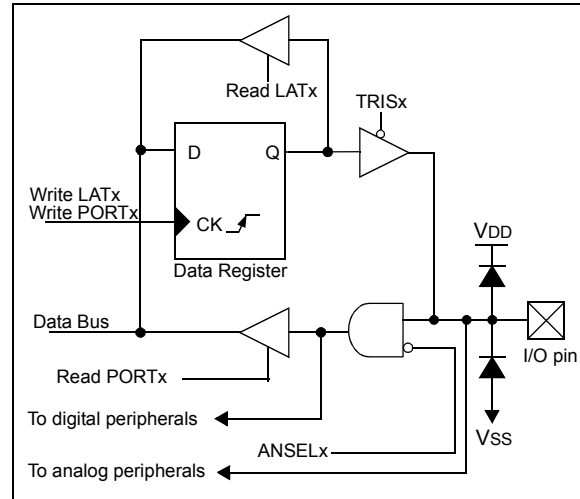 Read LATx
TRISx
D
Q
Write LATx
Write PORTx
CK
Data Register
VDD
Data Bus
I/O pin
Read PORTx
To digital peripherals
VSS
ANSELx
To analog peripherals